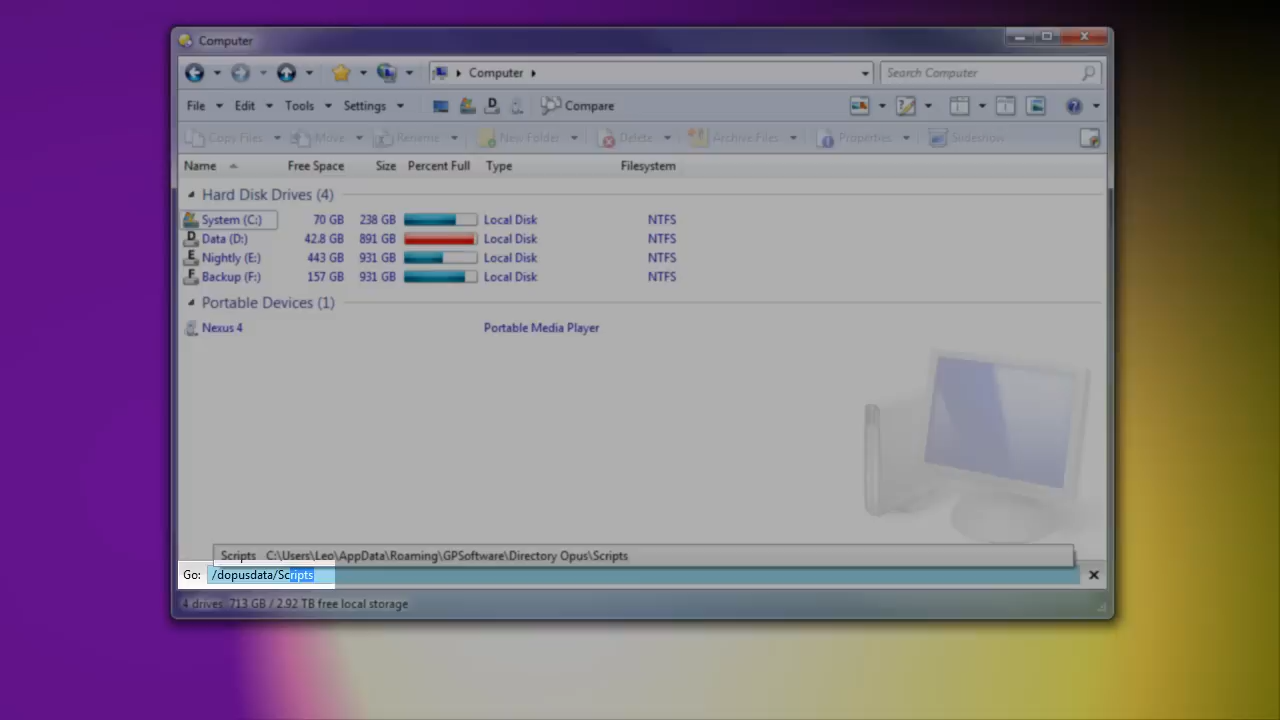 Computer
Computer
Search Computer
File Edit Tools Settings D Compare
Copy Files Move Rename New Folder Delete Archive Files Properties Slideshow
Name Free Space Size Percent Full Type Filesystem
Hard Disk Drives (4)
System (C:) 70 GB 238 GB Local Disk NTFS
D Data (D:) 42.8 GB 891 GB Local Disk NTFS
E Nightly (E:) 443 GB 931 GB Local Disk NTFS
F Backup (F:) 157 GB 931 GB Local Disk NTFS
Portable Devices (1)
Nexus 4 Portable Media Player
Scripts C:\Users\Leo\AppData\Roaming\GPSoftware\Directory Opus\Scripts
Go: /dopusdata/Scripts
4 drives 713 GB / 2.92 TB free local storage